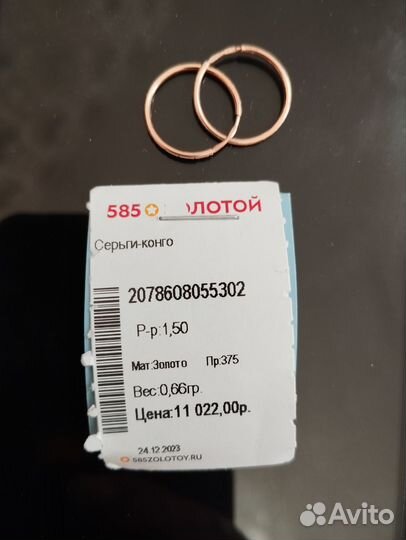 585 ЗОЛОТОЙ
Серьги-конго
2078608055302
Р-р:1,50
Мат:Золото Пр:375
Вес:0,66гр.
Цена:11 022,00р.
24.12.2023
585ZOLOTOY.RU
Avito